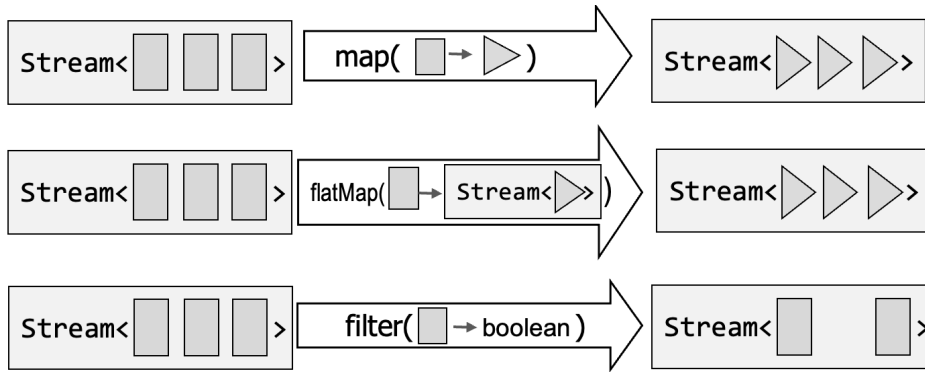 Stream< > map( → ) Stream< >
Stream< > flatMap( → Stream< > ) Stream< >
Stream< > filter( → boolean ) Stream< >